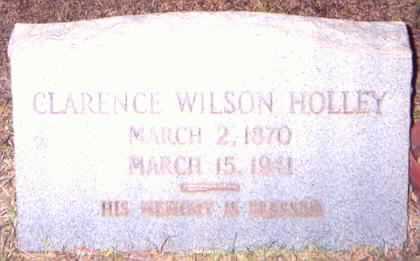 CLARENCE WILSON HOLLEY
MARCH 2, 1870
MARCH 15, 1941
HIS MEMORY IS BLESSED